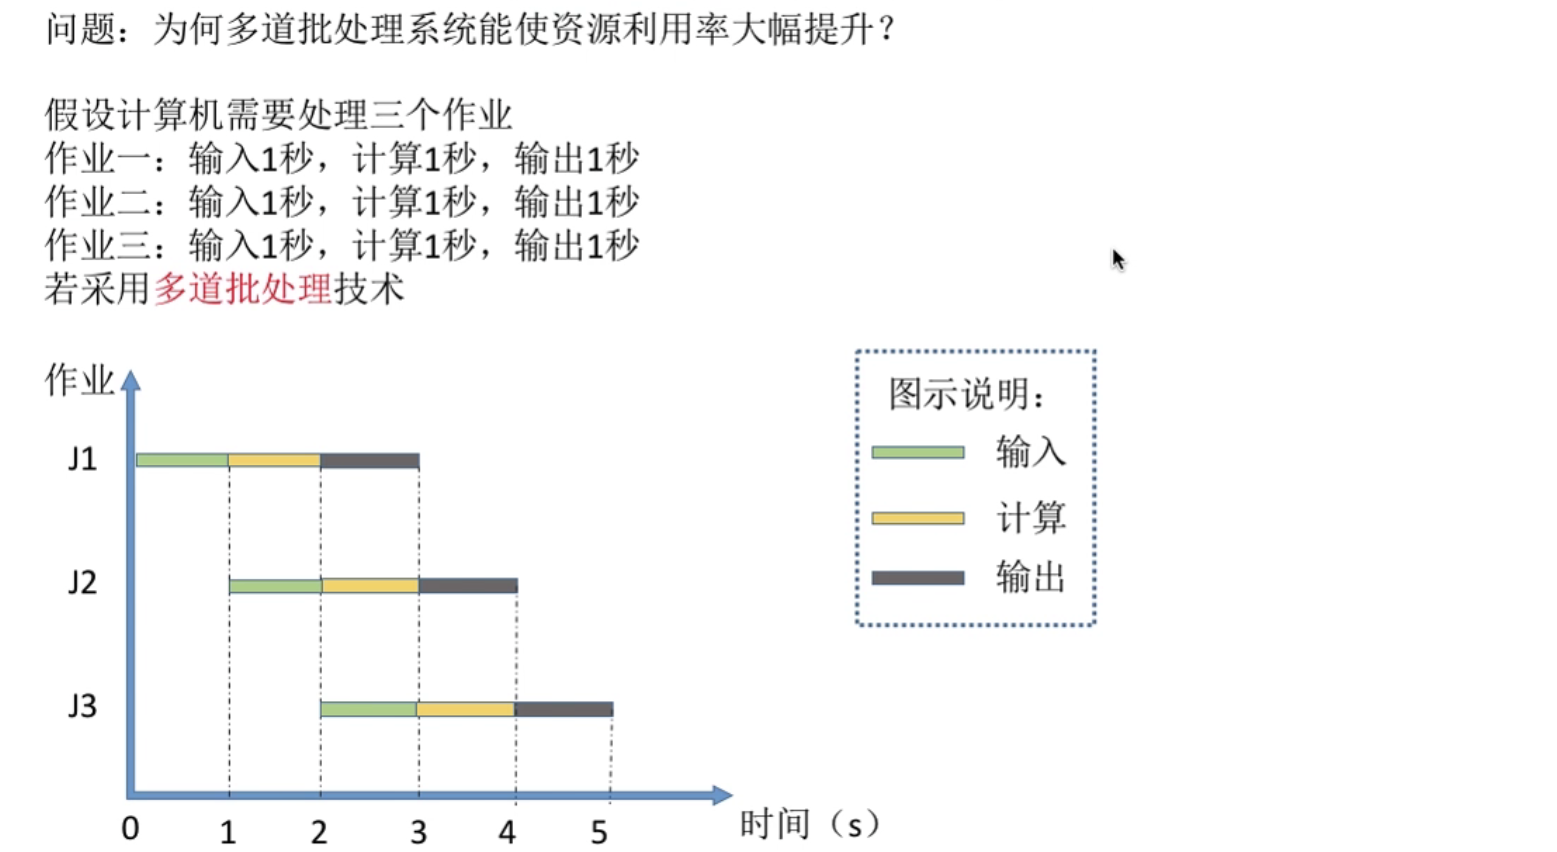 问题：为何多道批处理系统能使资源利用率大幅提升？
假设计算机需要处理三个作业
作业一：输入1秒，计算1秒，输出1秒
作业二：输入1秒，计算1秒，输出1秒
作业三：输入1秒，计算1秒，输出1秒
若采用多道批处理技术
作业
J1
J2
J3
0 1 2 3 4 5 时间（s）
图示说明：
输入
计算
输出